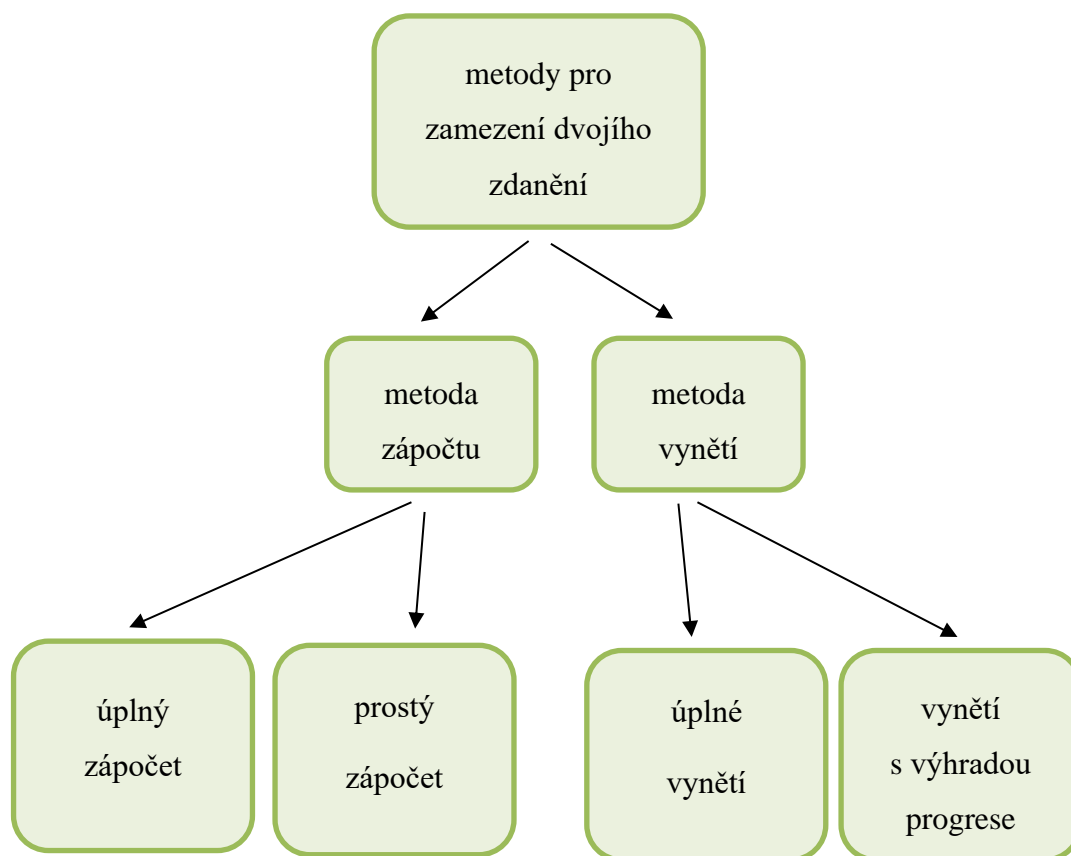 metody pro
zamezení dvojího
zdanění
metoda
zápočtu
metoda
vynětí
úplný
zápočet
prostý
zápočet
úplné
vynětí
vynětí
s výhradou
progrese